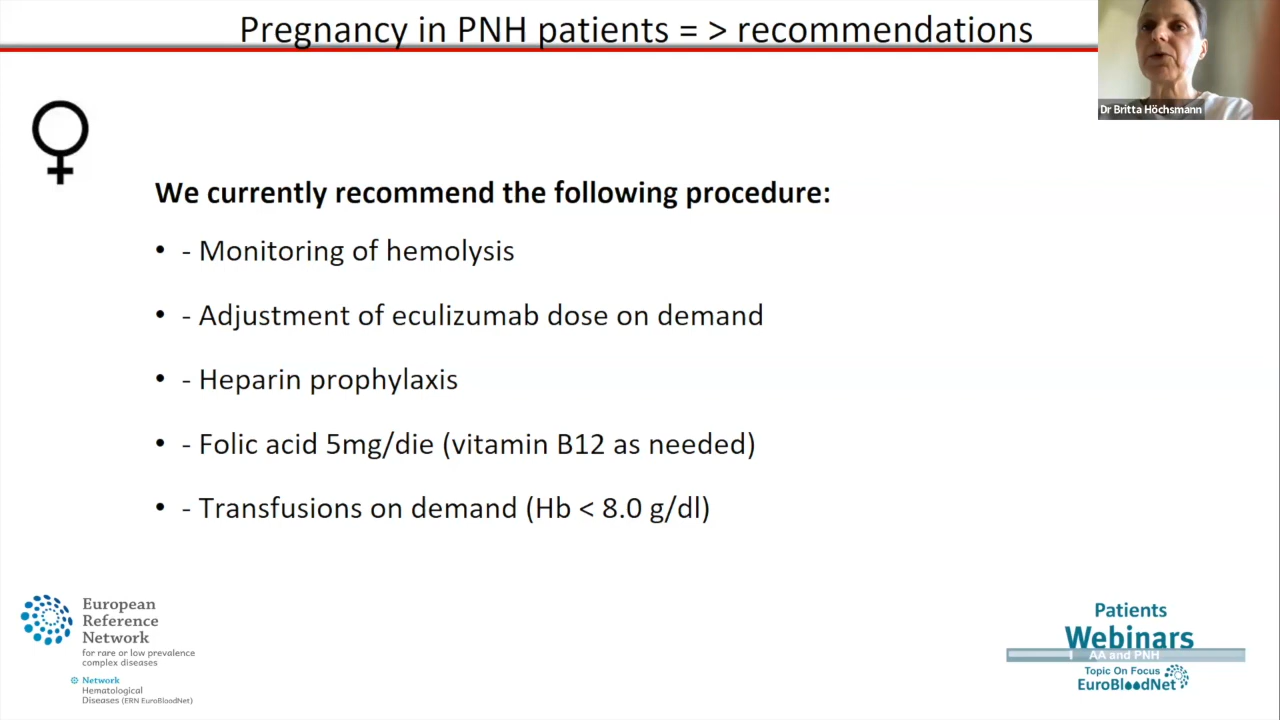 Pregnancy in PNH patients = > recommendations
Dr Britta Höchsmann
We currently recommend the following procedure:
• - Monitoring of hemolysis
• - Adjustment of eculizumab dose on demand
• - Heparin prophylaxis
• - Folic acid 5mg/die (vitamin B12 as needed)
• - Transfusions on demand (Hb < 8.0 g/dl)
European
Reference
Network
for rare or low prevalence
complex diseases
Network
Hematological
Diseases (ERN EuroBloodNet)
Patients
Webinars
AA and PNH
Topic On Focus
EuroBloodNet